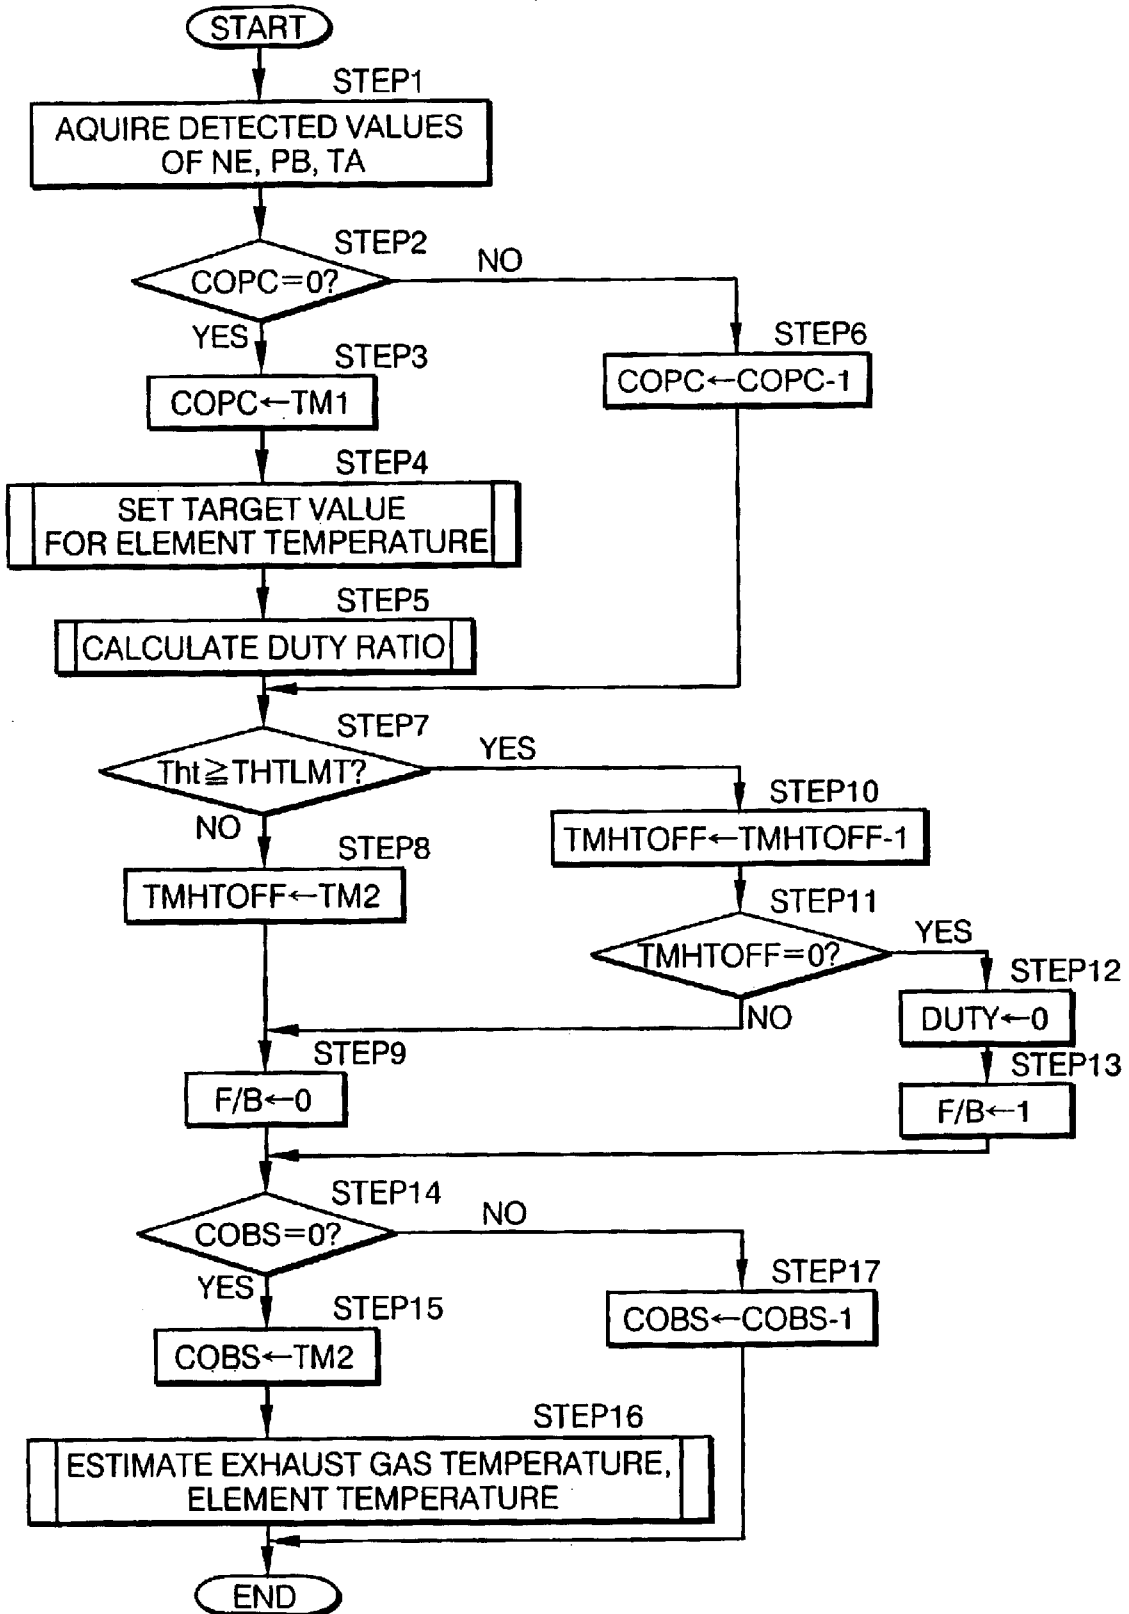 START
STEP1
AQUIRE DETECTED VALUES
OF NE, PB, TA
STEP2
COPC=0?
NO
YES
STEP3
COPC←TM1
STEP6
COPC←COPC-1
STEP4
SET TARGET VALUE
FOR ELEMENT TEMPERATURE
STEP5
CALCULATE DUTY RATIO
STEP7
Tht≧THTLMT?
YES
NO
STEP8
TMHTOFF←TM2
STEP10
TMHTOFF←TMHTOFF-1
STEP11
TMHTOFF=0?
YES
NO
STEP12
DUTY←0
STEP9
F/B←0
STEP13
F/B←1
STEP14
COBS=0?
NO
YES
STEP15
COBS←TM2
STEP17
COBS←COBS-1
STEP16
ESTIMATE EXHAUST GAS TEMPERATURE,
ELEMENT TEMPERATURE
END